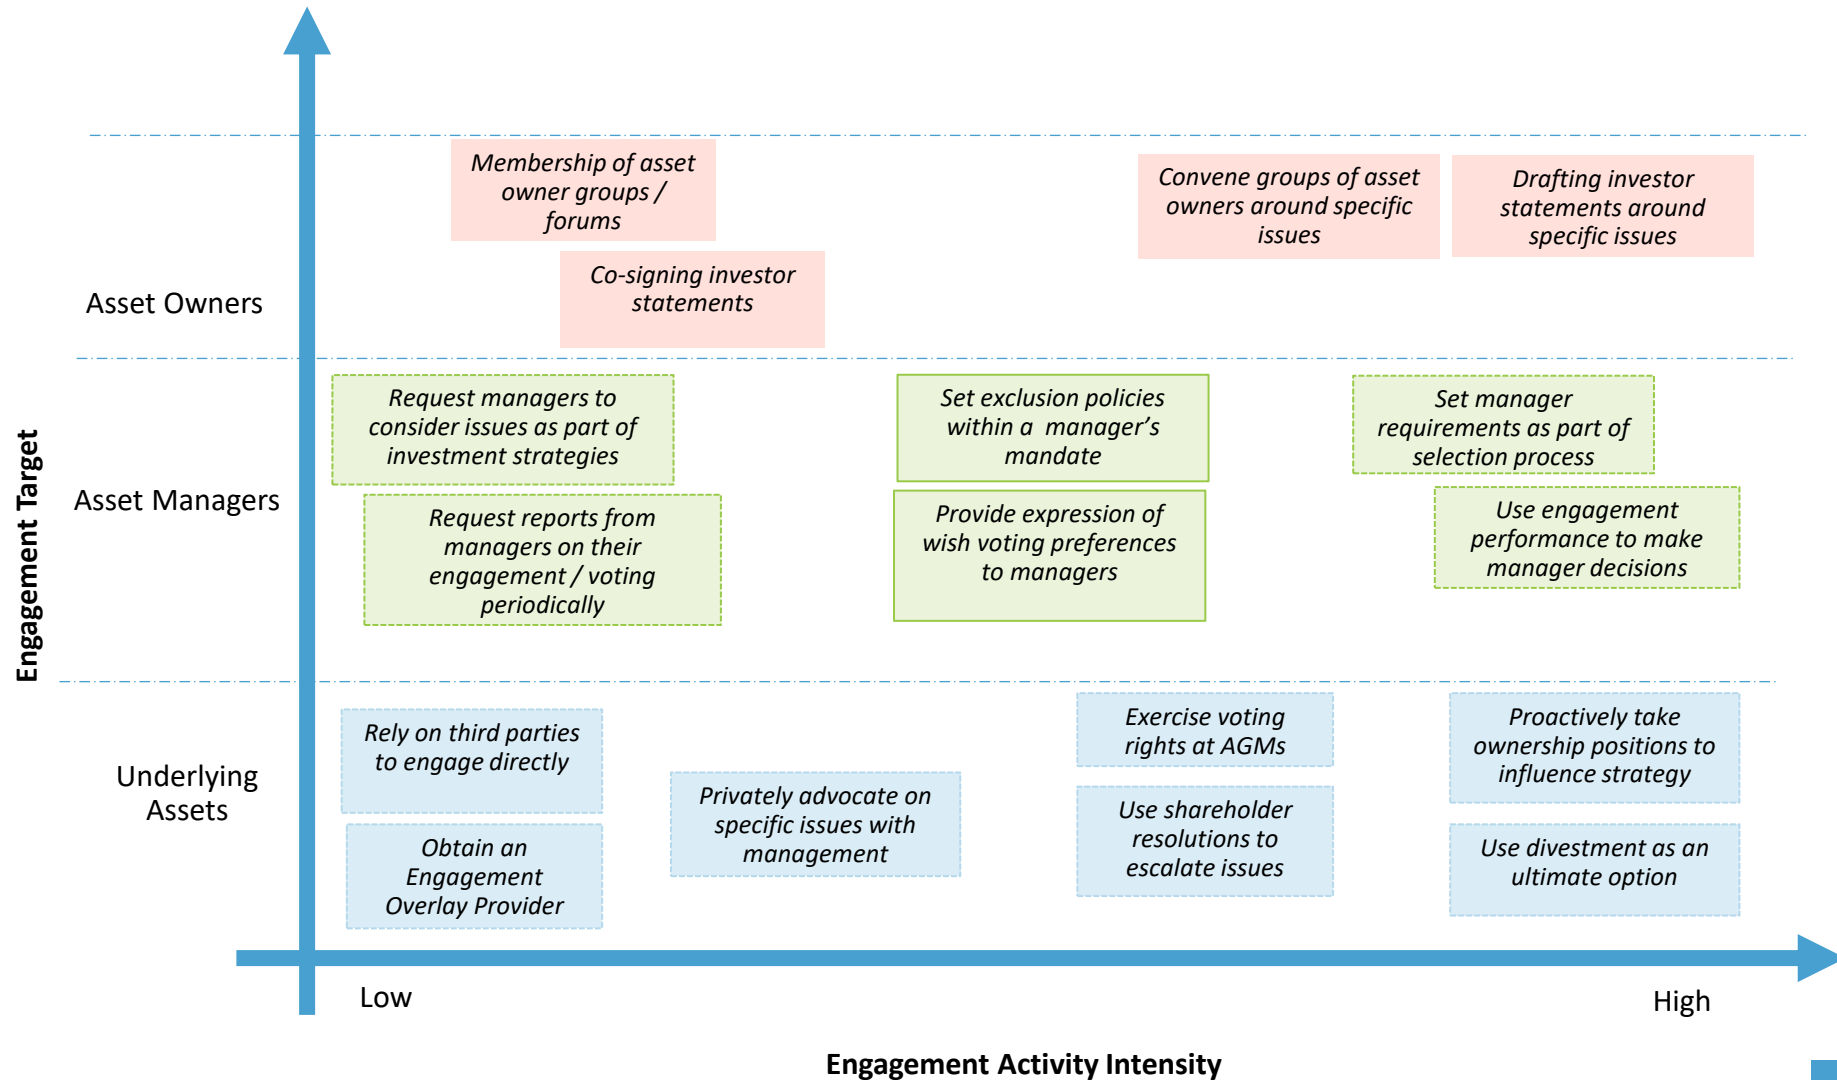 Membership of asset
owner groups /
forums
Convene groups of asset
owners around specific
issues
Drafting investor
statements around
specific issues
Co-signing investor
statements
Asset Owners
Request managers to
consider issues as part of
investment strategies
Set exclusion policies
within a manager’s
mandate
Set manager
requirements as part of
selection process
Engagement Target
Asset Managers
Request reports from
managers on their
engagement / voting
periodically
Provide expression of
wish voting preferences
to managers
Use engagement
performance to make
manager decisions
Rely on third parties
to engage directly
Exercise voting
rights at AGMs
Proactively take
ownership positions to
influence strategy
Underlying
Assets
Privately advocate on
specific issues with
management
Use shareholder
resolutions to
escalate issues
Obtain an
Engagement
Overlay Provider
Use divestment as an
ultimate option
Low
High
Engagement Activity Intensity